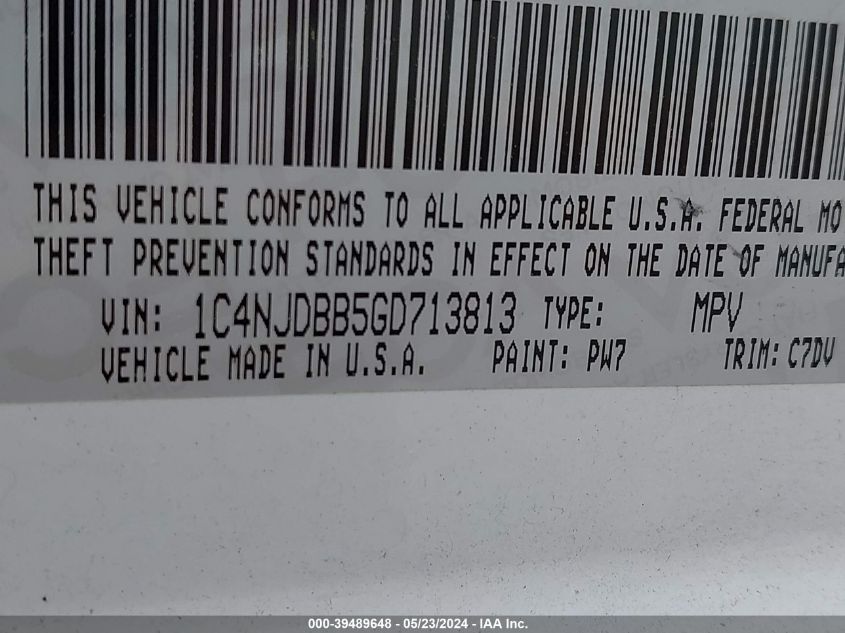 THIS VEHICLE CONFORMS TO ALL APPLICABLE U.S.A. FEDERAL MO
THEFT PREVENTION STANDARDS IN EFFECT ON THE DATE OF MANUFA
VIN: 1C4NJDBB5GD713813 TYPE: MPV
VEHICLE MADE IN U.S.A. PAINT: PW7 TRIM: C7DV
000-39489648 - 05/23/2024 - IAA Inc.